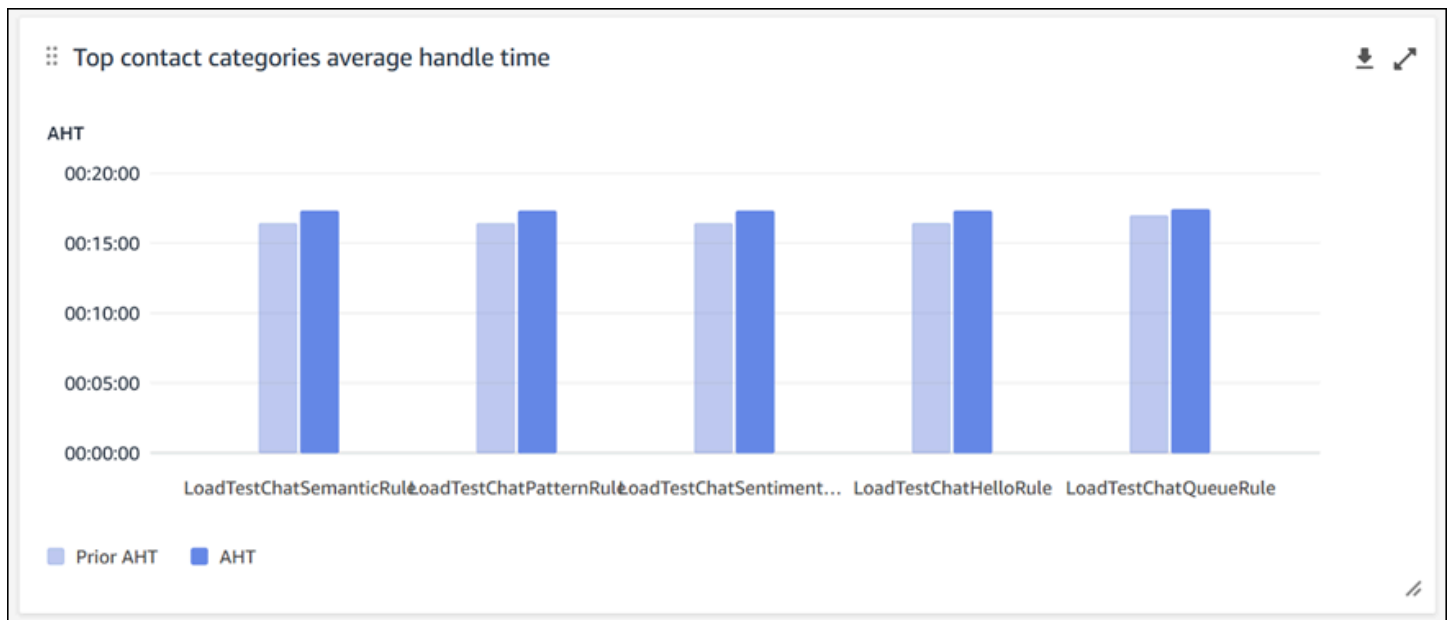 Top contact categories average handle time
AHT
00:20:00
00:15:00
00:10:00
00:05:00
00:00:00
LoadTestChatSemanticRule LoadTestChatPatternRule LoadTestChatSentiment... LoadTestChatHelloRule LoadTestChatQueueRule
Prior AHT AHT